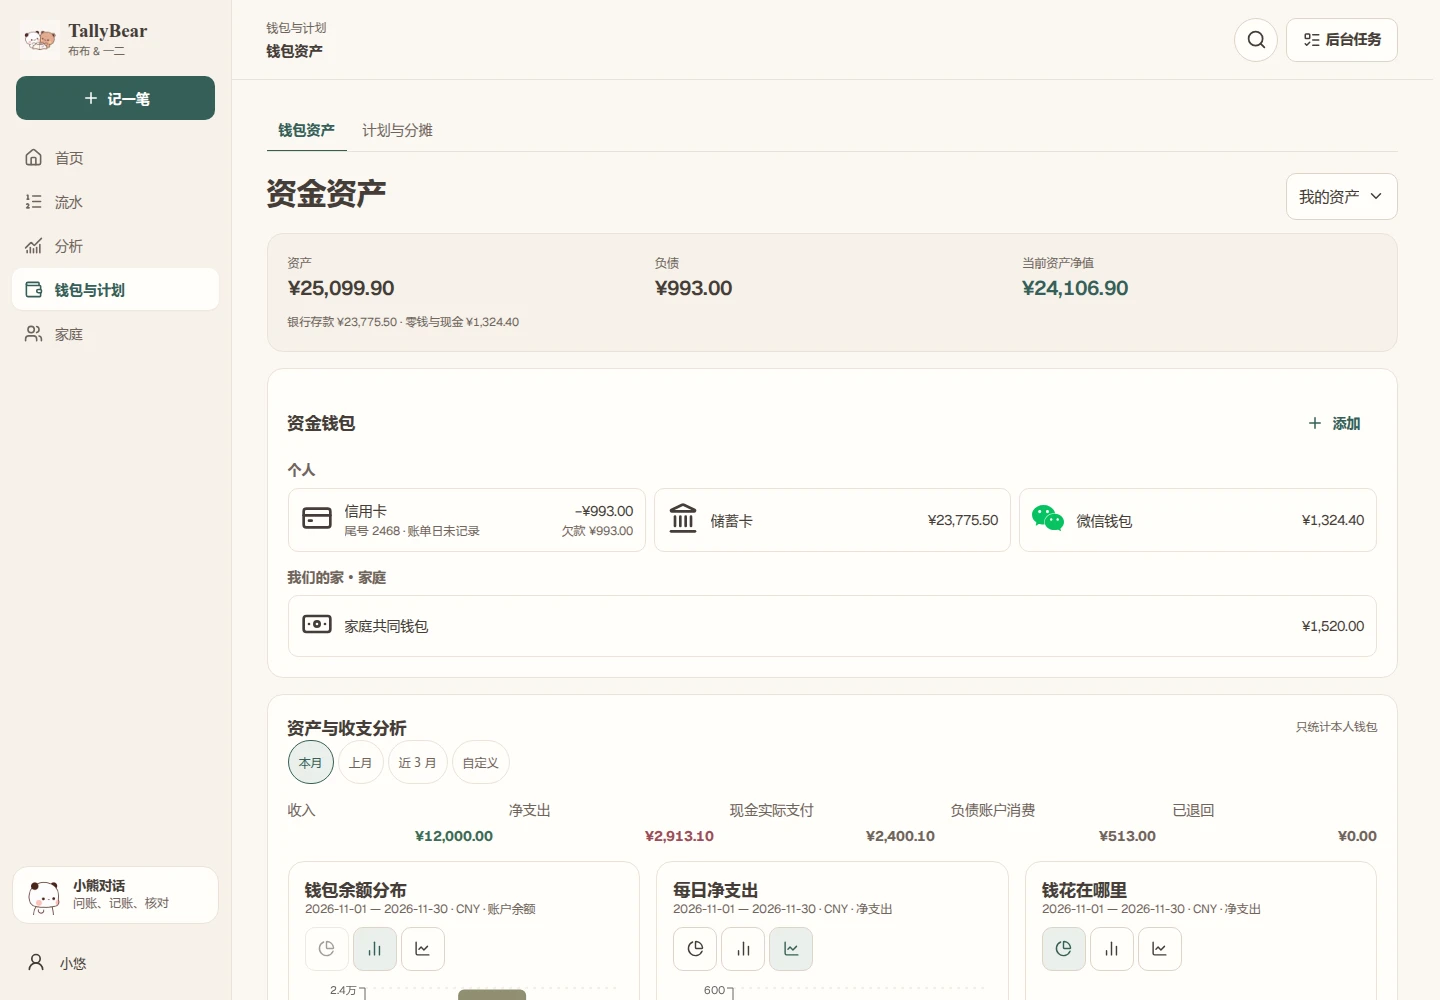 TallyBear
布布 & 一二
记一笔
首页
流水
分析
钱包与计划
家庭
小熊对话
问账、记账、核对
小悠
钱包与计划
钱包资产
后台任务
钱包资产
计划与分摊
资金资产
我的资产
资产
负债
当前资产净值
¥25,099.90
¥993.00
¥24,106.90
银行存款 ¥23,775.50 · 零钱与现金 ¥1,324.40
资金钱包
添加
个人
信用卡
尾号 2468 · 账单日未记录
-¥993.00
欠款 ¥993.00
储蓄卡
¥23,775.50
微信钱包
¥1,324.40
我们的家 · 家庭
家庭共同钱包
¥1,520.00
资产与收支分析
只统计本人钱包
本月
上月
近 3 月
自定义
收入
净支出
现金实际支付
负债账户消费
已退回
¥12,000.00
¥2,913.10
¥2,400.10
¥513.00
¥0.00
钱包余额分布
2026-11-01 — 2026-11-30 · CNY · 账户余额
2.4万
每日净支出
2026-11-01 — 2026-11-30 · CNY · 净支出
600
钱花在哪里
2026-11-01 — 2026-11-30 · CNY · 净支出